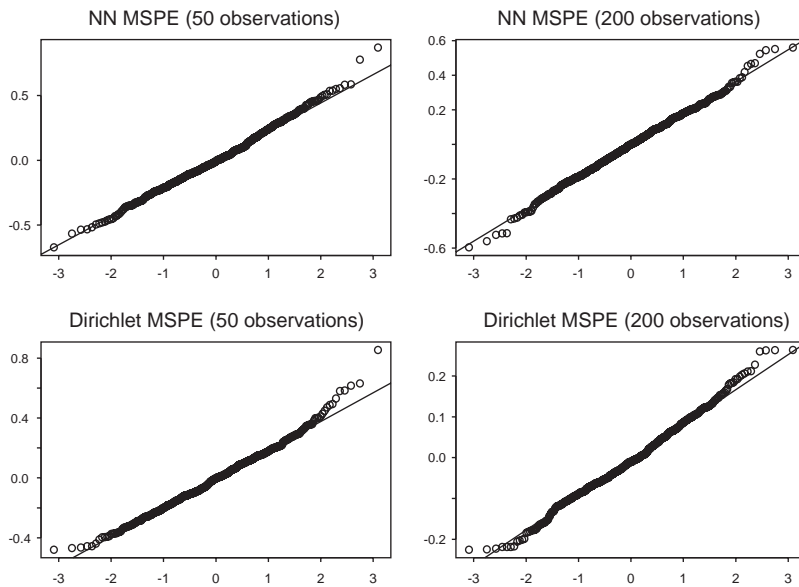 NN MSPE (50 observations)
0.5
0.0
-0.5
-3 -2 -1 0 1 2 3
NN MSPE (200 observations)
0.6
0.4
0.2
-0.2
-0.6
-3 -2 -1 0 1 2 3
Dirichlet MSPE (50 observations)
0.8
0.4
0.0
-0.4
-3 -2 -1 0 1 2 3
Dirichlet MSPE (200 observations)
0.2
0.1
0.0
-0.2
-3 -2 -1 0 1 2 3